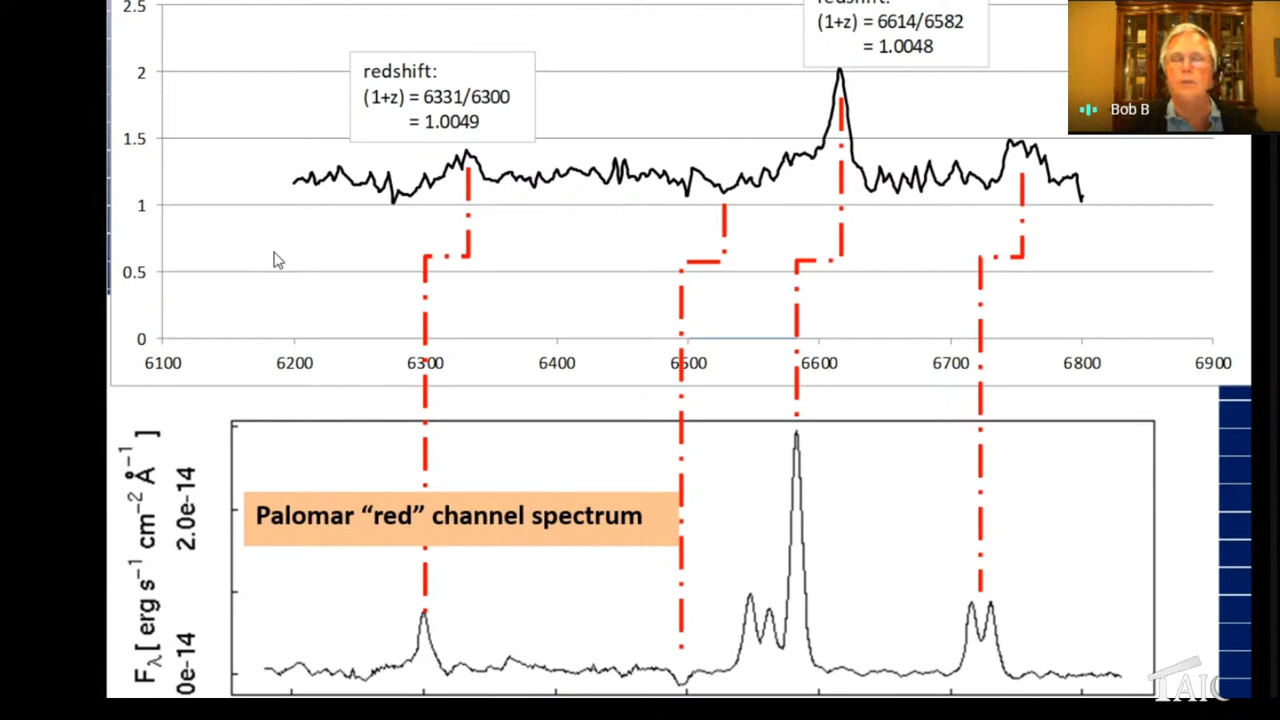 2.5
redshift:
(1+z) = 6614/6582
= 1.0048
Bob B
2
redshift:
(1+z) = 6331/6300
= 1.0049
1.5
1
0.5
0
6100 6200 6300 6400 6500 6600 6700 6800 6900
Fλ [ erg s⁻¹ cm⁻² Å⁻¹ ]
2.0e-14
0e-14
Palomar “red” channel spectrum
TAIC